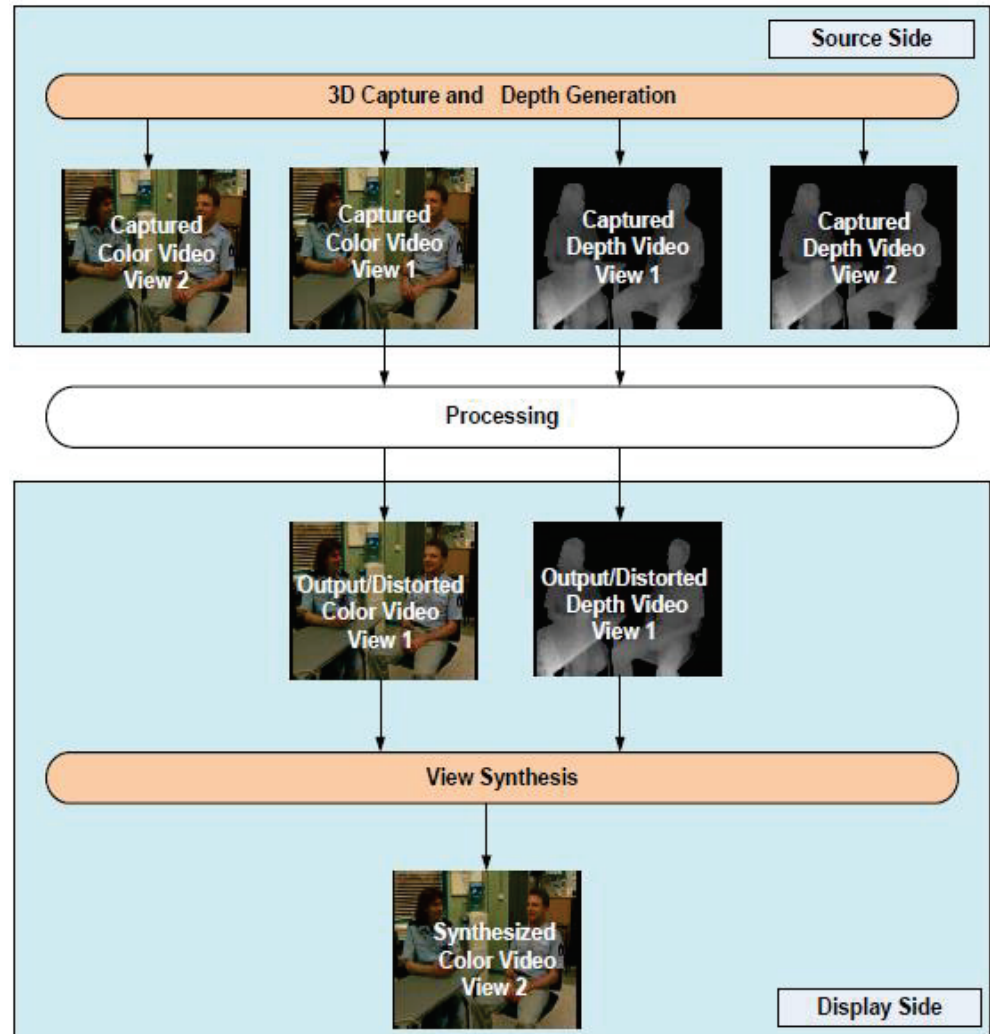 Source Side
3D Capture and Depth Generation
Captured
Color Video
View 2
Captured
Color Video
View 1
Captured
Depth Video
View 1
Captured
Depth Video
View 2
Processing
Output/Distorted
Color Video
View 1
Output/Distorted
Depth Video
View 1
View Synthesis
Synthesized
Color Video
View 2
Display Side